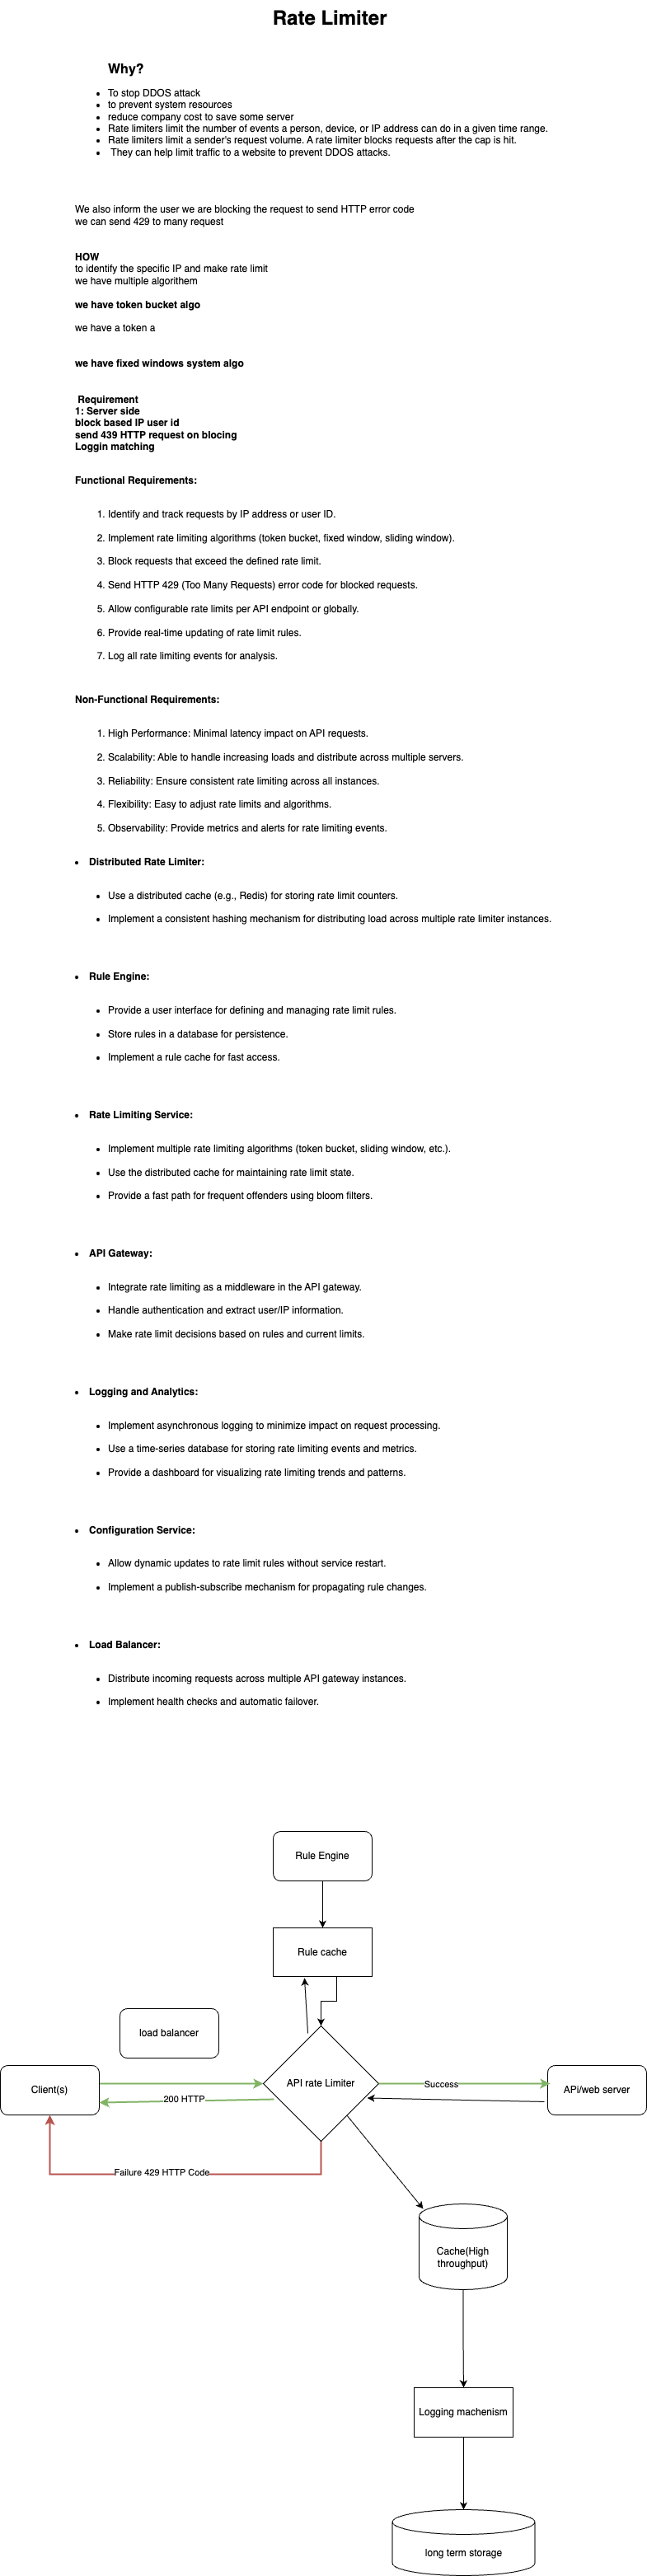 Rate Limiter
Why?
• To stop DDOS attack
• to prevent system resources
• reduce company cost to save some server
• Rate limiters limit the number of events a person, device, or IP address can do in a given time range.
• Rate limiters limit a sender's request volume. A rate limiter blocks requests after the cap is hit.
• They can help limit traffic to a website to prevent DDOS attacks.
We also inform the user we are blocking the request to send HTTP error code
we can send 429 to many request
HOW
to identify the specific IP and make rate limit
we have multiple algorithem
we have token bucket algo
we have a token a
we have fixed windows system algo
Requirement
1: Server side
block based IP user id
send 439 HTTP request on blocing
Loggin matching
Functional Requirements:
1. Identify and track requests by IP address or user ID.
2. Implement rate limiting algorithms (token bucket, fixed window, sliding window).
3. Block requests that exceed the defined rate limit.
4. Send HTTP 429 (Too Many Requests) error code for blocked requests.
5. Allow configurable rate limits per API endpoint or globally.
6. Provide real-time updating of rate limit rules.
7. Log all rate limiting events for analysis.
Non-Functional Requirements:
1. High Performance: Minimal latency impact on API requests.
2. Scalability: Able to handle increasing loads and distribute across multiple servers.
3. Reliability: Ensure consistent rate limiting across all instances.
4. Flexibility: Easy to adjust rate limits and algorithms.
5. Observability: Provide metrics and alerts for rate limiting events.
• Distributed Rate Limiter:
• Use a distributed cache (e.g., Redis) for storing rate limit counters.
• Implement a consistent hashing mechanism for distributing load across multiple rate limiter instances.
• Rule Engine:
• Provide a user interface for defining and managing rate limit rules.
• Store rules in a database for persistence.
• Implement a rule cache for fast access.
• Rate Limiting Service:
• Implement multiple rate limiting algorithms (token bucket, sliding window, etc.).
• Use the distributed cache for maintaining rate limit state.
• Provide a fast path for frequent offenders using bloom filters.
• API Gateway:
• Integrate rate limiting as a middleware in the API gateway.
• Handle authentication and extract user/IP information.
• Make rate limit decisions based on rules and current limits.
• Logging and Analytics:
• Implement asynchronous logging to minimize impact on request processing.
• Use a time-series database for storing rate limiting events and metrics.
• Provide a dashboard for visualizing rate limiting trends and patterns.
• Configuration Service:
• Allow dynamic updates to rate limit rules without service restart.
• Implement a publish-subscribe mechanism for propagating rule changes.
• Load Balancer:
• Distribute incoming requests across multiple API gateway instances.
• Implement health checks and automatic failover.
Rule Engine
Rule cache
load balancer
Client(s)
API rate Limiter
Success
APi/web server
200 HTTP
Failure 429 HTTP Code
Cache(High
throughput)
Logging machenism
long term storage